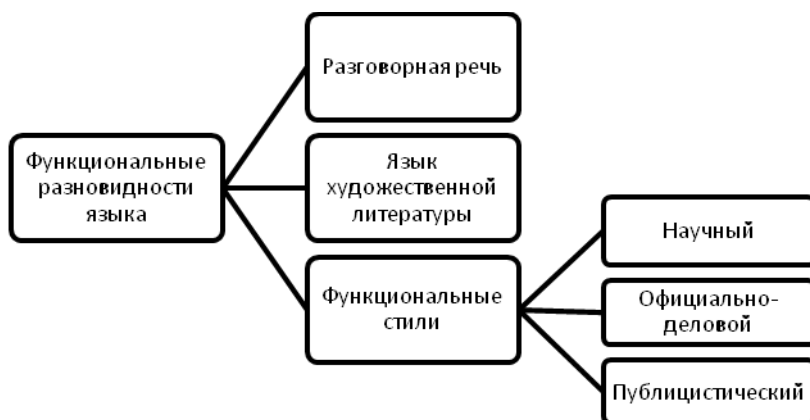 Функциональные
разновидности
языка
Разговорная речь
Язык
художественной
литературы
Функциональные
стили
Научный
Официально-
деловой
Публицистический